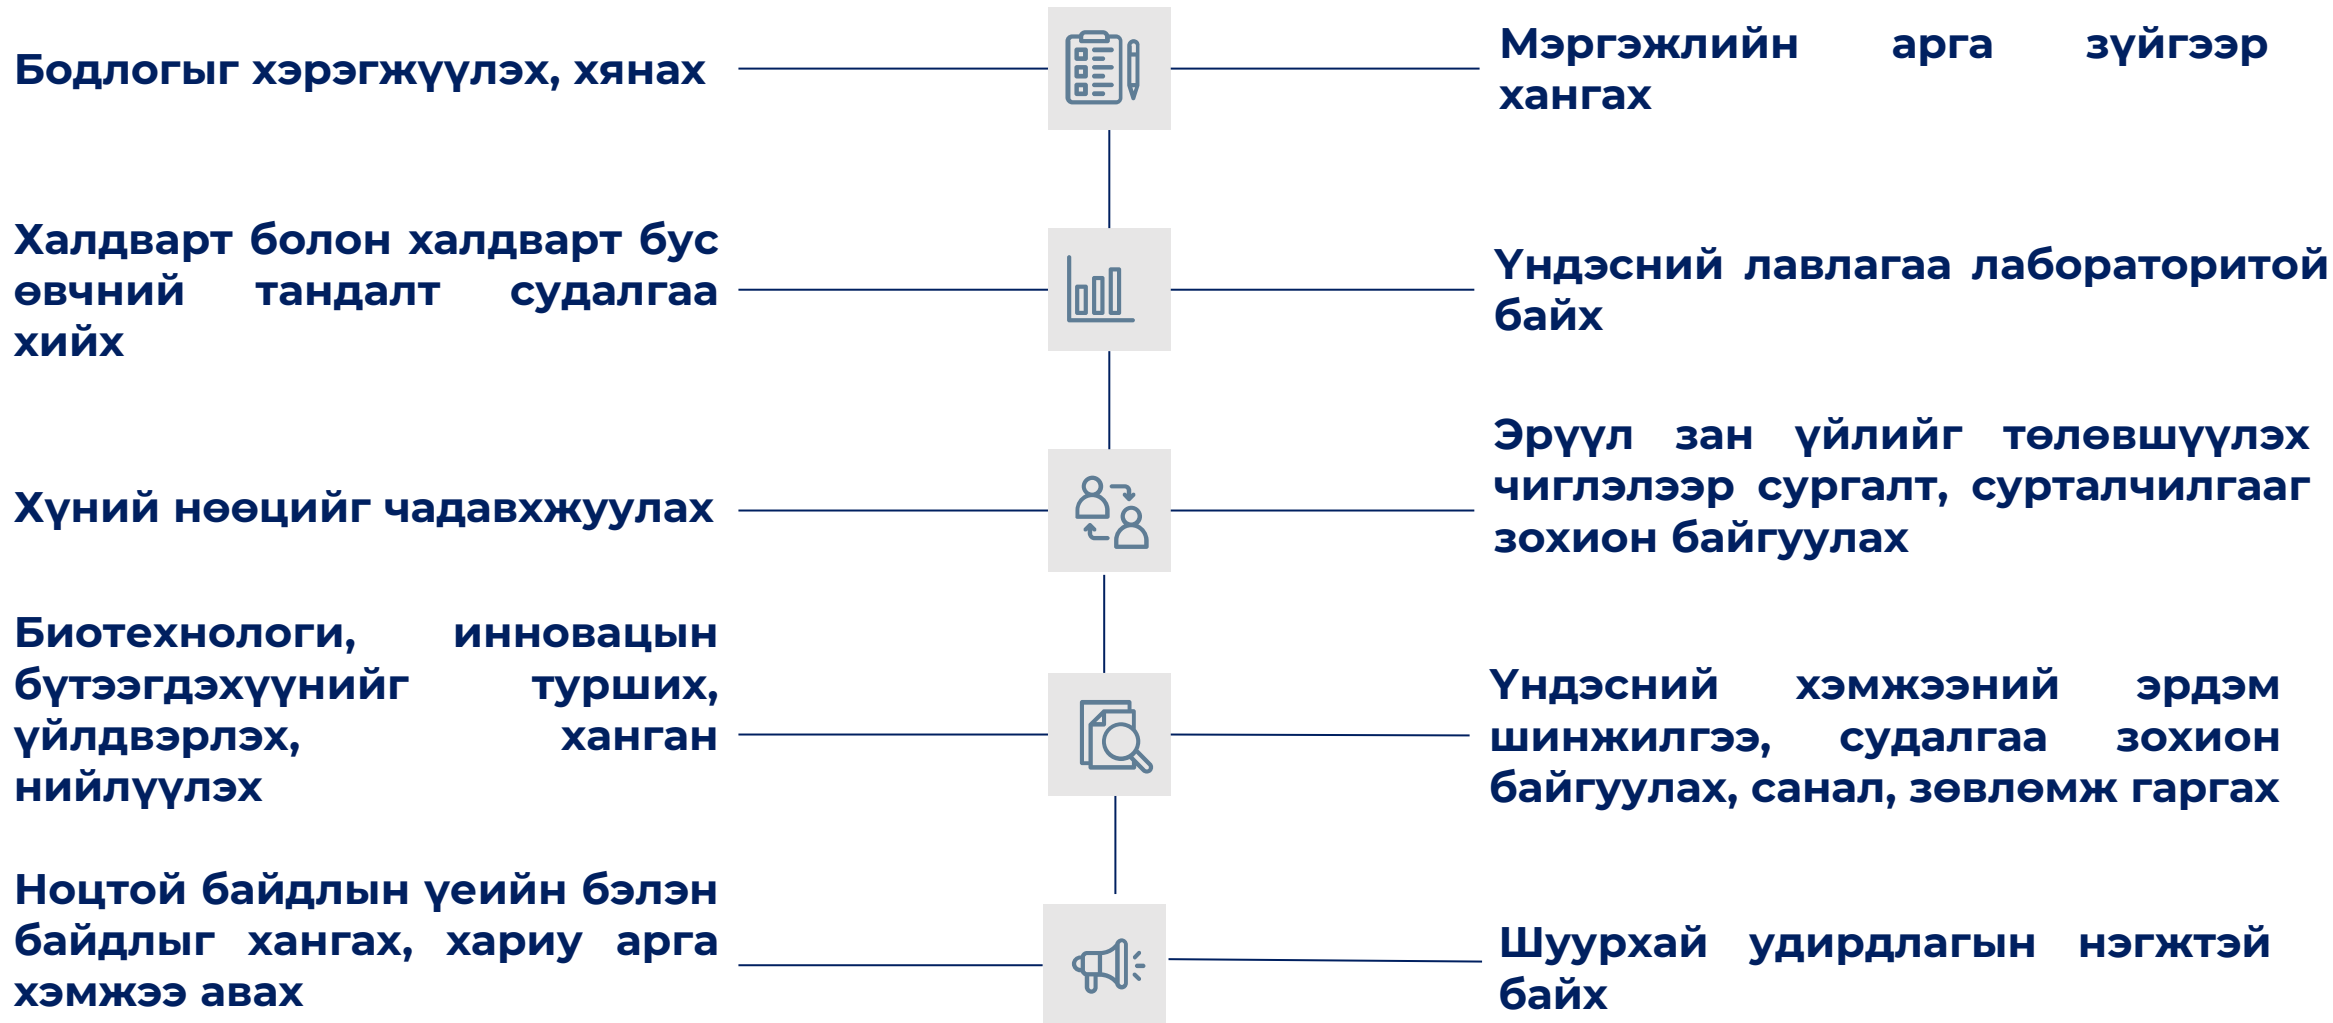 Бодлогыг хэрэгжүүлэх, хянах
Мэргэжлийн арга зүйгээр
хангах
Халдварт болон халдварт бус
өвчний тандалт судалгаа
хийх
Үндэсний лавлагаа лабораторитой
байх
Хүний нөөцийг чадавхжуулах
Эрүүл зан үйлийг төлөвшүүлэх
чиглэлээр сургалт, сурталчилгааг
зохион байгуулах
Биотехнологи, инновацын
бүтээгдэхүүнийг турших,
үйлдвэрлэх, ханган
нийлүүлэх
Үндэсний хэмжээний эрдэм
шинжилгээ, судалгаа зохион
байгуулах, санал, зөвлөмж гаргах
Ноцтой байдлын үеийн бэлэн
байдлыг хангах, хариу арга
хэмжээ авах
Шуурхай удирдлагын нэгжтэй
байх